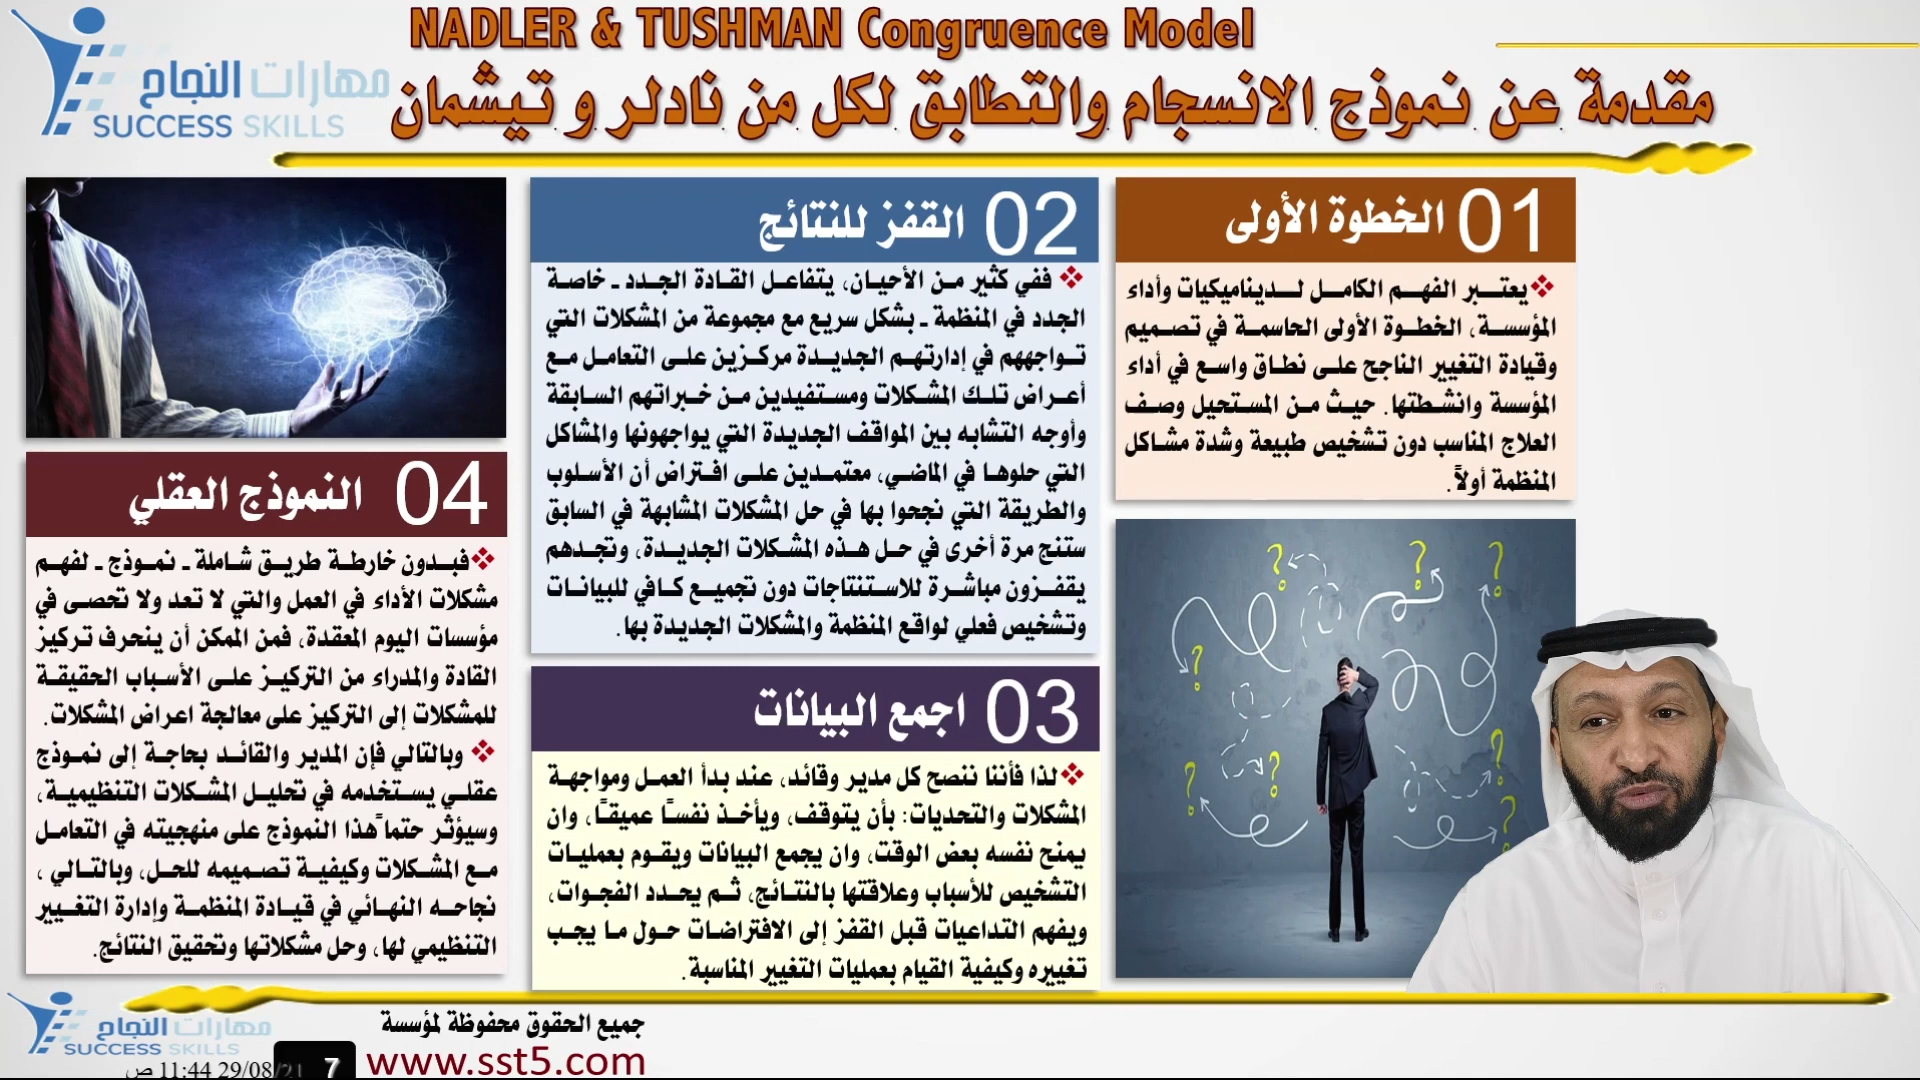 NADLER & TUSHMAN Congruence Model
مهارات النجاح
SUCCESS SKILLS
مقدمة عن نموذج الانسجام والتطابق لكل من نادلر و تيشمان
01 الخطوة الأولى
يعتبر الفهم الكامل لديناميكيات وأداء
المؤسسة، الخطوة الأولى الحاسمة في تصميم
وقيادة التغيير الناجح على نطاق واسع في أداء
المؤسسة وانشطتها. حيث من المستحيل وصف
العلاج المناسب دون تشخيص طبيعة وشدة مشاكل
المنظمة أولاً.
02 القفز للنتائج
ففي كثير من الأحيان، يتفاعل القادة الجدد - خاصة
الجدد في المنظمة - بشكل سريع مع مجموعة من المشكلات التي
تواجههم في إدارتهم الجديدة مركزين على التعامل مع
أعراض تلك المشكلات ومستفيدين من خبراتهم السابقة
وأوجه التشابه بين المواقف الجديدة التي يواجهونها والمشاكل
التي حلوها في الماضي، معتمدين على افتراض أن الأسلوب
والطريقة التي نجحوا بها في حل المشكلات المشابهة في السابق
ستنج مرة أخرى في حل هذه المشكلات الجديدة، وتجدهم
يقفزون مباشرة للاستنتاجات دون تجميع كافي للبيانات
وتشخيص فعلي لواقع المنظمة والمشكلات الجديدة بها.
03 اجمع البيانات
لذا فأننا ننصح كل مدير وقائد، عند بدأ العمل ومواجهة
المشكلات والتحديات: بأن يتوقف، ويأخذ نفساً عميقاً، وان
يمنح نفسه بعض الوقت، وان يجمع البيانات ويقوم بعمليات
التشخيص للأسباب وعلاقتها بالنتائج، ثم يحدد الفجوات،
ويفهم التداعيات قبل القفز إلى الافتراضات حول ما يجب
تغييره وكيفية القيام بعمليات التغيير المناسبة.
04 النموذج العقلي
فبدون خارطة طريق شاملة - نموذج - لفهم
مشكلات الأداء في العمل والتي لا تعد ولا تحصى في
مؤسسات اليوم المعقدة، فمن الممكن أن ينحرف تركيز
القادة والمدراء من التركيز على الأسباب الحقيقة
للمشكلات إلى التركيز على معالجة اعراض المشكلات.
وبالتالي فإن المدير والقائد بحاجة إلى نموذج
عقلي يستخدمه في تحليل المشكلات التنظيمية،
وسيؤثر حتماً هذا النموذج على منهجيته في التعامل
مع المشكلات وكيفية تصميمه للحل، وبالتالي ،
نجاحه النهائي في قيادة المنظمة وإدارة التغيير
التنظيمي لها، وحل مشكلاتها وتحقيق النتائج.
جميع الحقوق محفوظة لمؤسسة
www.sst5.com
مهارات النجاح
SUCCESS SKILLS
7
29/08/21 11:44 ص